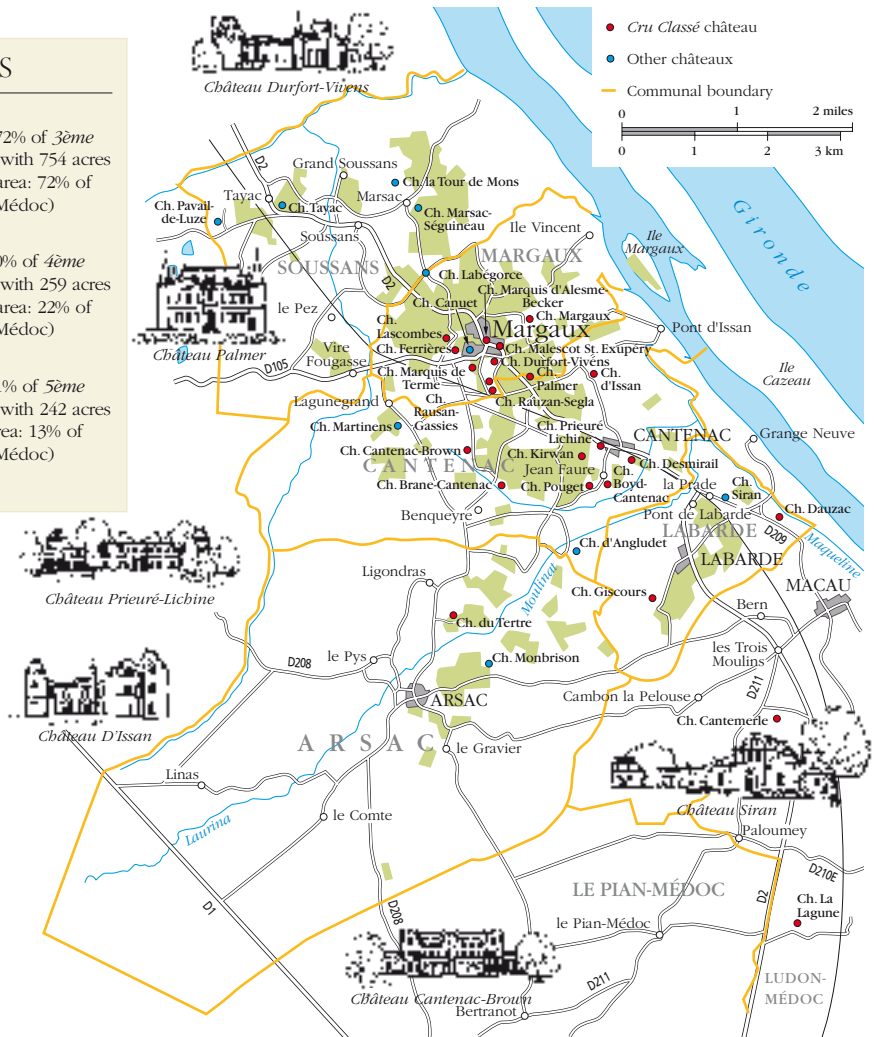 S
72% of 3ème
with 754 acres
area: 72% of
Médoc)
0% of 4ème
with 259 acres
area: 22% of
Médoc)
% of 5ème
with 242 acres
rea: 13% of
Médoc)
Cru Classé château
Other châteaux
Communal boundary
0 1 2 miles
0 1 2 3 km
Château Durfort-Vivens
D2
Grand Soussans
Ch. la Tour de Mons
Tayac
Marsac
Ch. Pavail-
de-Luze
Ch. Tayac
Ch. Marsac-
Séguineau
Soussans
Ile Vincent
Gironde
Ile
Margaux
SOUSSANS
MARGAUX
D2
Ch. Labégorce
Ch. Marquis d'Alesme-
Becker
Ch. Canuet
le Pez
Ch. Margaux
Ch.
Lascombes
Margaux
Pont d'Issan
Château Palmer
Vire
Fougasse
Ch. Ferrières
Ch. Malescot St. Exupéry
D105
Ch. Durfort-Vivéns
Ch. Marquis de
Terme
Ch.
Palmer
Ch.
d'Issan
Ile
Cazeau
Lagunegrand
Ch.
Rausan-
Gassies
Ch. Rauzan-Segla
Ch. Martinens
Ch. Prieuré
Lichine
CANTENAC
Grange Neuve
Ch. Cantenac-Brown
Ch. Kirwan
CANTENAC
Jean Faure
Ch. Desmirail
Ch. Brane-Cantenac
Ch. Pouget
Ch.
Boyd-
Cantenac
la Prade
Ch.
Siran
Ch. Dauzac
Benqueyre
Pont de Labarde
LABARDE
D209
Maqueline
Ch. d'Angludet
LABARDE
Château Prieuré-Lichine
Ligondras
Moulinat
Ch. Giscours
MACAU
Bern
Ch. du Tertre
le Pys
D208
Ch. Monbrison
les Trois
Moulins
D211
ARSAC
Cambon la Pelouse
Ch. Cantemerle
Château D'Issan
ARSAC
le Gravier
Linas
Château Siran
le Comte
Laurina
Paloumey
D210E
D1
D208
LE PIAN-MÉDOC
D2
Ch. La
Lagune
le Pian-Médoc
D211
LUDON-
MÉDOC
Château Cantenac-Brown
Bertranot